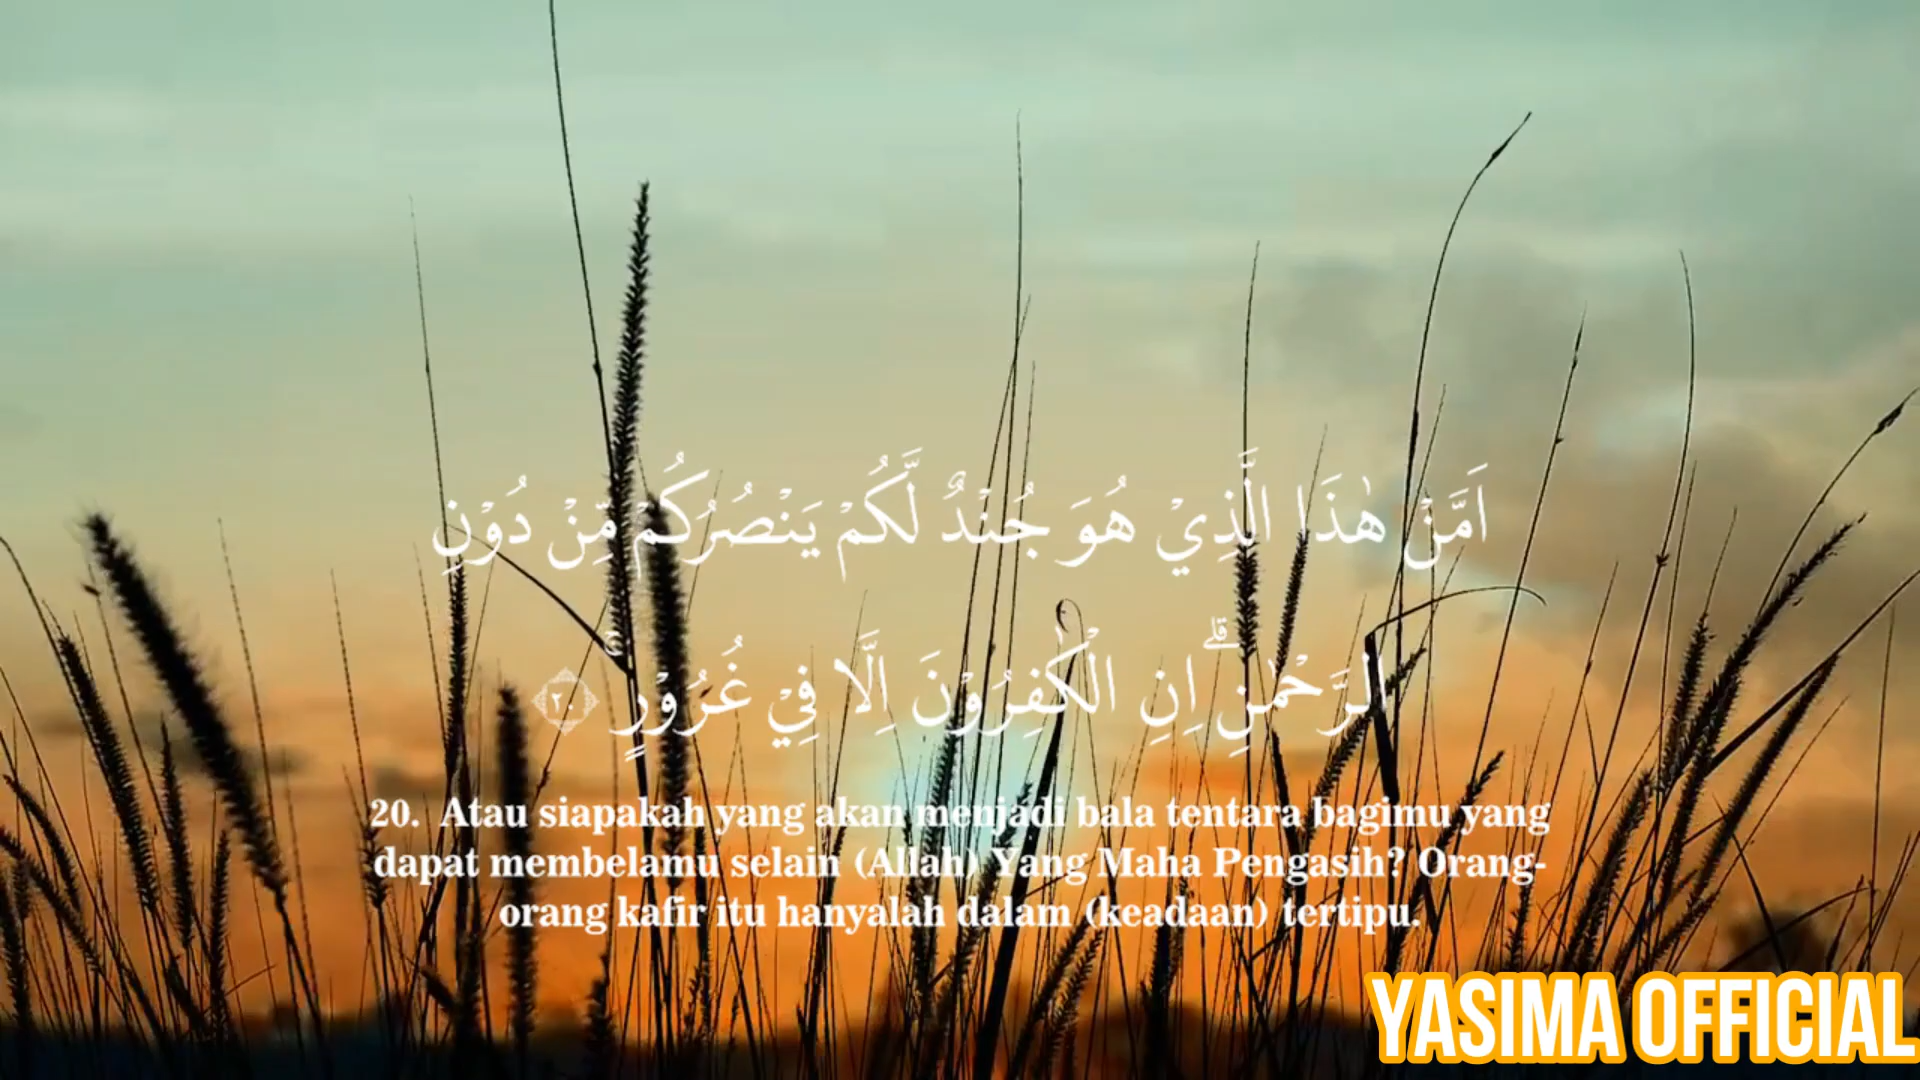 اَمَّنْ هٰذَا الَّذِيْ هُوَ جُنْدٌ لَّكُمْ يَنْصُرُكُمْ مِّنْ دُوْنِ
الرَّحْمٰنِۗ اِنِ الْكٰفِرُوْنَ اِلَّا فِيْ غُرُوْرٍۚ ٢٠
20. Atau siapakah yang akan menjadi bala tentara bagimu yang
dapat membelamu selain (Allah) Yang Maha Pengasih? Orang-
orang kafir itu hanyalah dalam (keadaan) tertipu.
YASIMA OFFICIAL